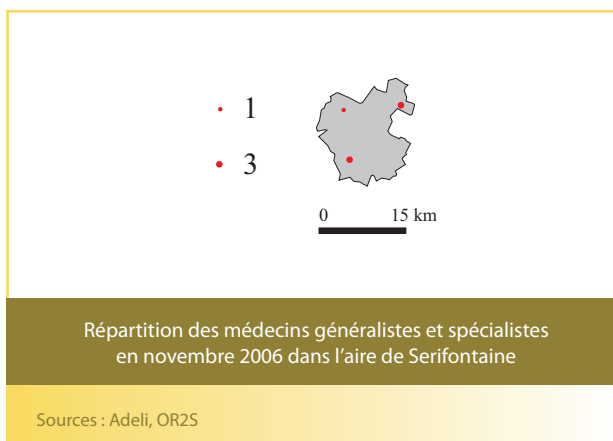 1
3
0 15 km
Répartition des médecins généralistes et spécialistes
en novembre 2006 dans l'aire de Serifontaine
Sources : Adeli, OR2S